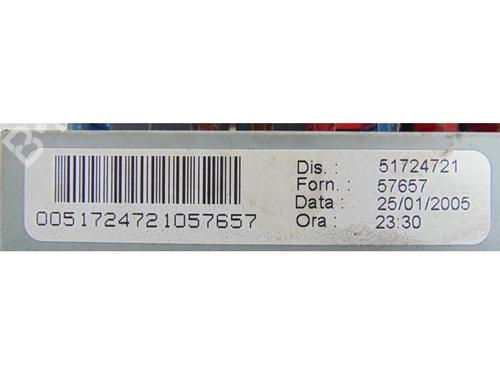 Dis. : 51724721
Forn. : 57657
Data : 25/01/2005
Ora : 23:30
0051724721057657